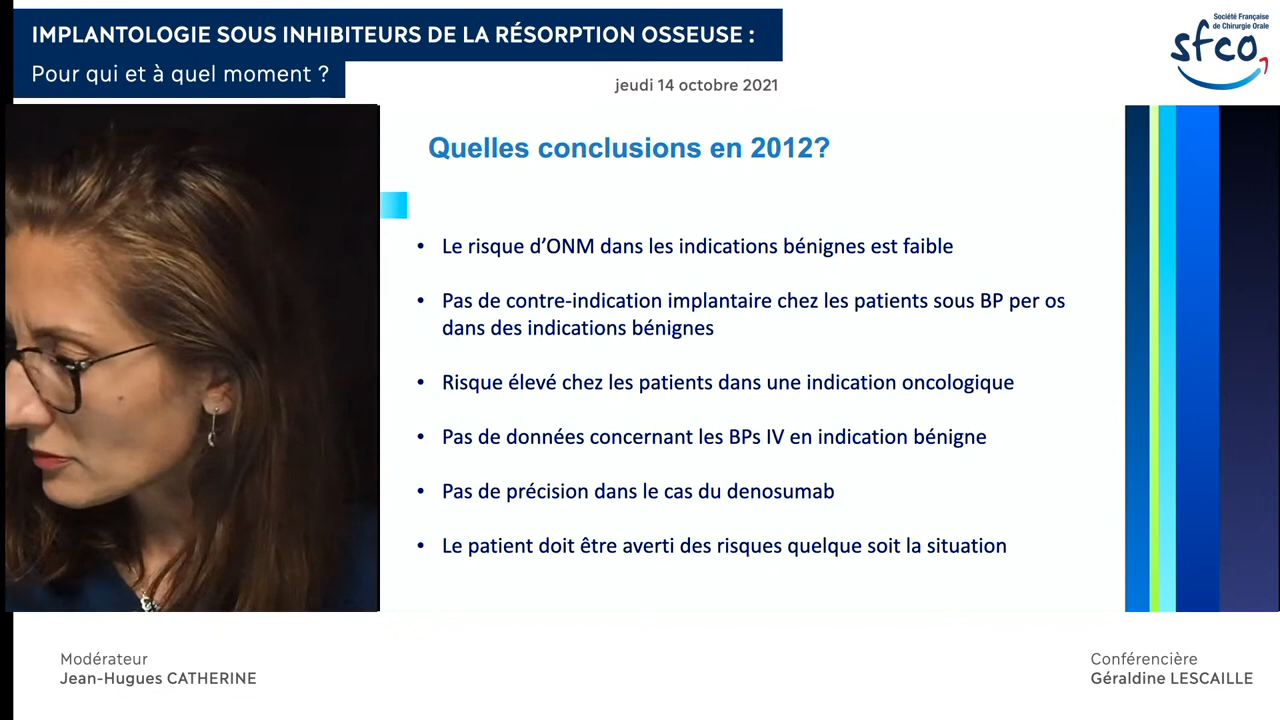 IMPLANTOLOGIE SOUS INHIBITEURS DE LA RÉSORPTION OSSEUSE :
Pour qui et à quel moment ?
jeudi 14 octobre 2021
Société Française
de Chirurgie Orale
sfco
Quelles conclusions en 2012?
• Le risque d'ONM dans les indications bénignes est faible
• Pas de contre-indication implantaire chez les patients sous BP per os
dans des indications bénignes
• Risque élevé chez les patients dans une indication oncologique
• Pas de données concernant les BPs IV en indication bénigne
• Pas de précision dans le cas du denosumab
• Le patient doit être averti des risques quelque soit la situation
Modérateur
Jean-Hugues CATHERINE
Conférencière
Géraldine LESCAILLE